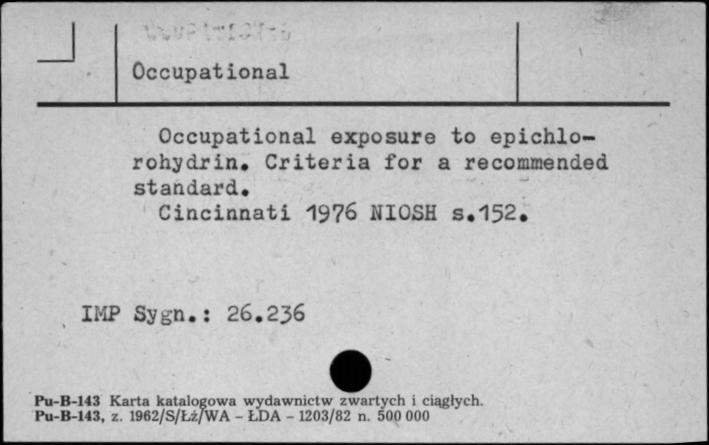 Occupational
Occupational exposure to epichlo-
rohydrin. Criteria for a recommended
standard.
Cincinnati 1976 NIOSH s.152.
IMP Sygn.: 26.236
Pu-B-143 Karta katalogowa wydawnictw zwartych i ciągłych.
Pu-B-143, z. 1962/S/Łż/WA - ŁDA - 1203/82 n. 500 000